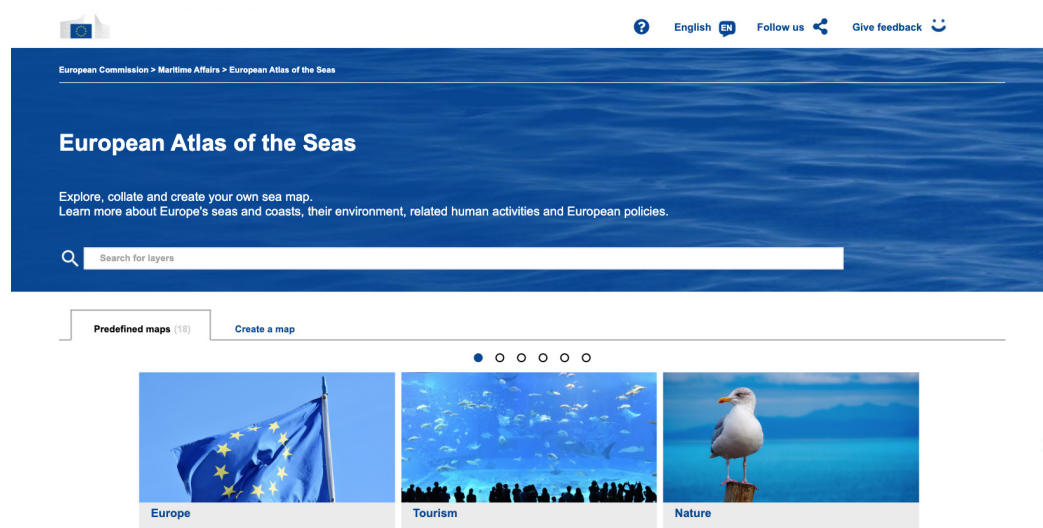 English EN Follow us Give feedback
European Commission > Maritime Affairs > European Atlas of the Seas
European Atlas of the Seas
Explore, collate and create your own sea map.
Learn more about Europe's seas and coasts, their environment, related human activities and European policies.
Search for layers
Predefined maps (18) Create a map
Europe Tourism Nature